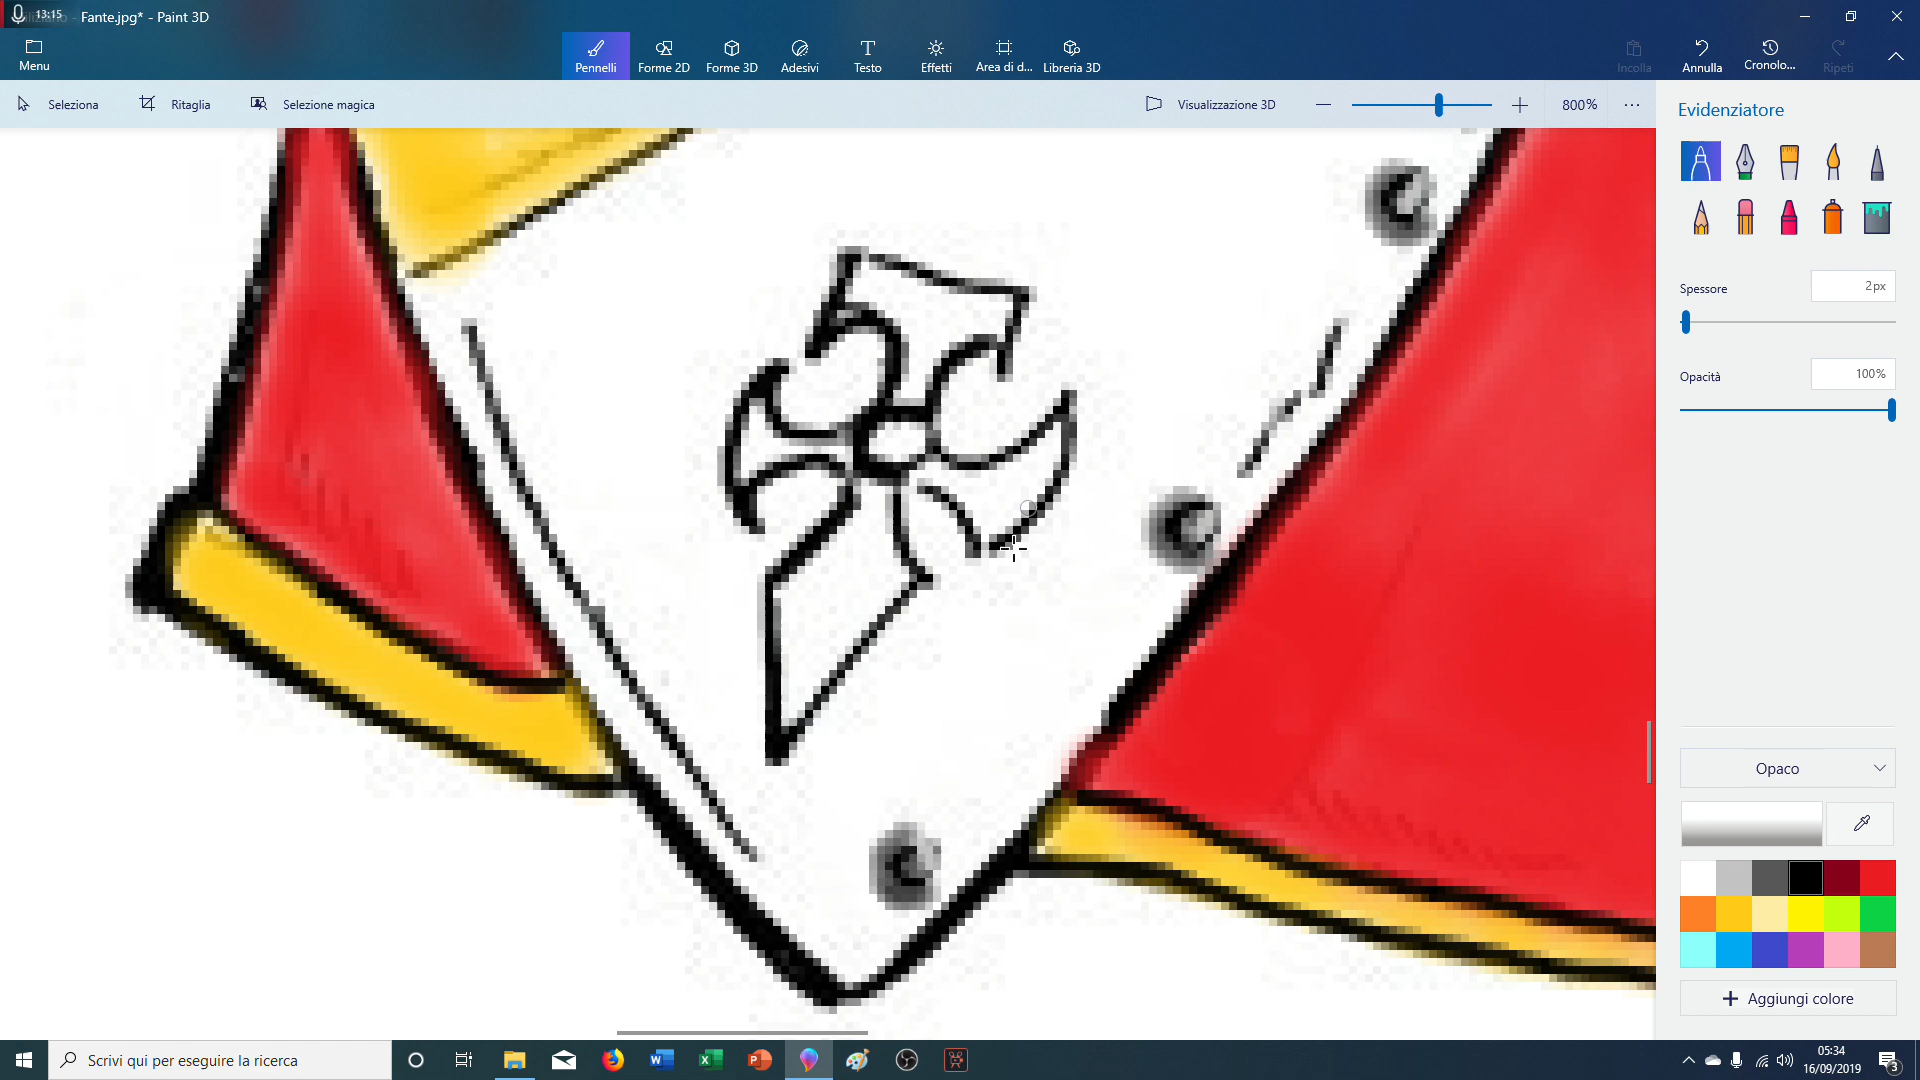 13:15
Fante.jpg* - Paint 3D
Menu
Pennelli
Forme 2D
Forme 3D
Adesivi
Testo
Effetti
Area di d...
Libreria 3D
Incolla
Annulla
Cronolo...
Ripeti
Seleziona
Ritaglia
Selezione magica
Visualizzazione 3D
800%
Evidenziatore
Spessore
2px
Opacità
100%
Opaco
Aggiungi colore
Scrivi qui per eseguire la ricerca
05:34
16/09/2019
3